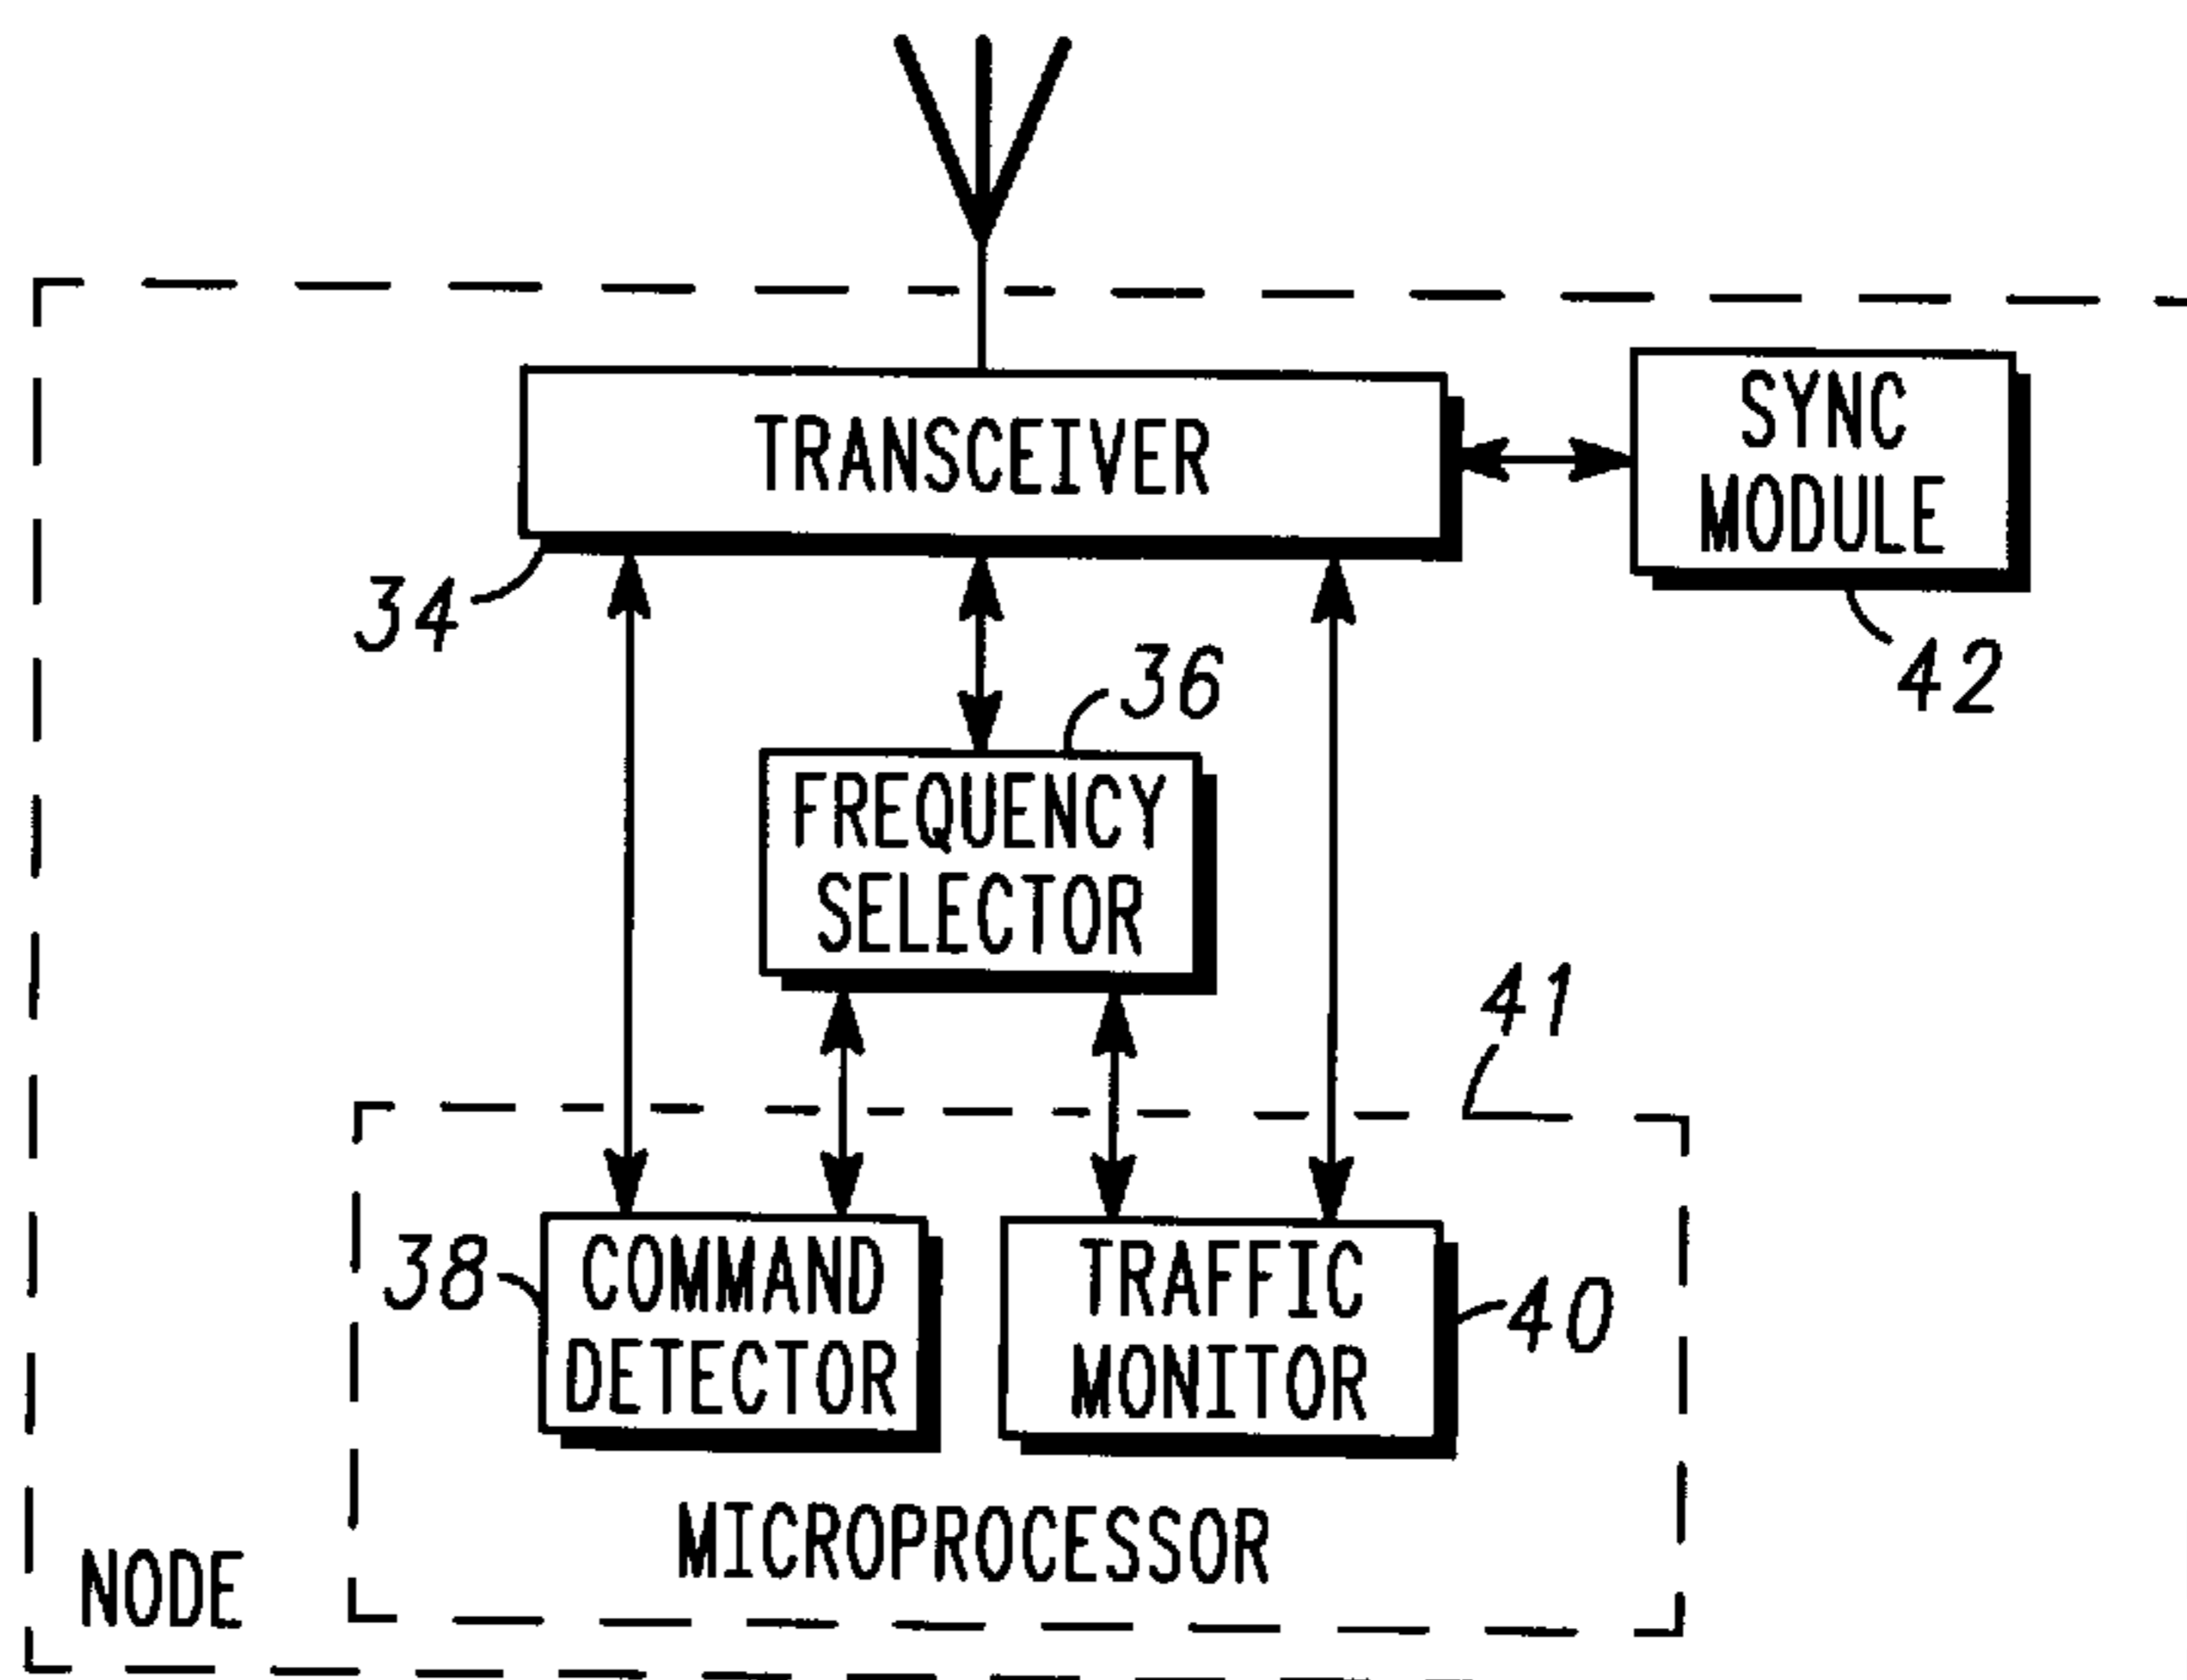 TRANSCEIVER
SYNC
MODULE
34
42
36
FREQUENCY
SELECTOR
41
38
COMMAND
DETECTOR
TRAFFIC
MONITOR
40
MICROPROCESSOR
NODE